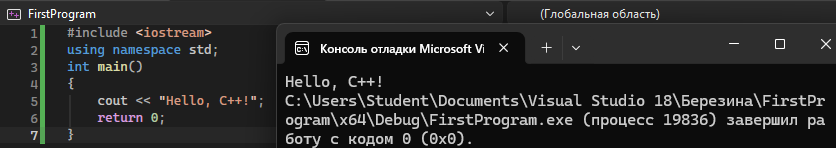 FirstProgram
(Глобальная область)
1 #include <iostream>
2 using namespace std;
3 int main()
4 {
5 cout << "Hello, C++!";
6 return 0;
7 }
Консоль отладки Microsoft Vi
Hello, C++!
C:\Users\Student\Documents\Visual Studio 18\Березина\FirstPr
ogram\x64\Debug\FirstProgram.exe (процесс 19836) завершил ра
боту с кодом 0 (0x0).